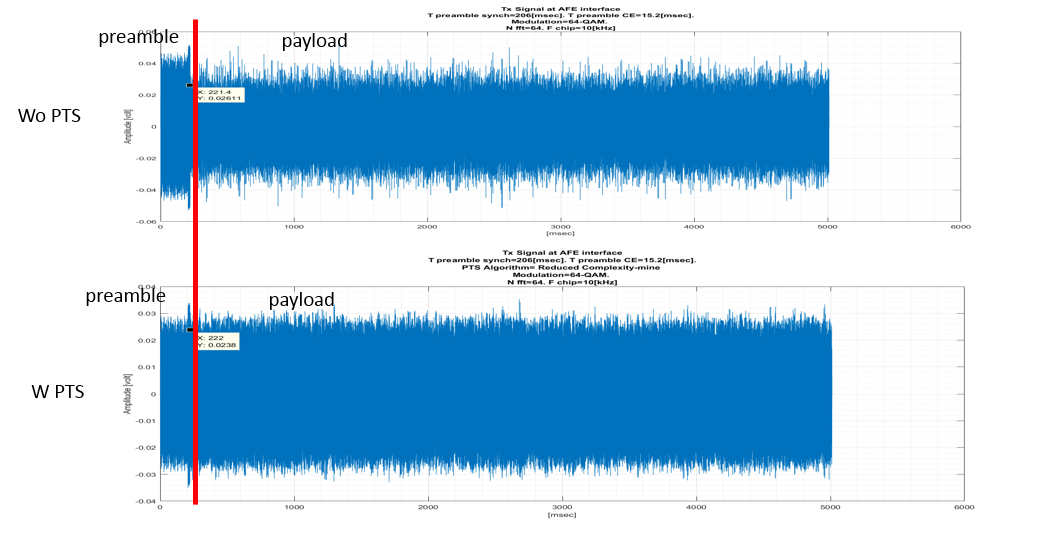 Tx Signal at AFE interface
T preamble synch=206[msec]. T preamble CE=15.2[msec].
Modulation=64-QAM.
N fft=64. F chip=10[kHz]
preamble
payload
Wo PTS
Amplitude [volt]
0.04
0.02
0
-0.02
-0.04
-0.06
X: 221.4
Y: 0.02611
0 1000 2000 3000 4000 5000 6000
[msec]
Tx Signal at AFE interface
T preamble synch=206[msec]. T preamble CE=15.2[msec].
PTS Algorithm= Reduced Complexity-mine
Modulation=64-QAM.
N fft=64. F chip=10[kHz]
preamble
payload
W PTS
Amplitude [volt]
0.04
0.03
0.02
0.01
0
-0.01
-0.02
-0.03
-0.04
X: 222
Y: 0.0238
0 1000 2000 3000 4000 5000 6000
[msec]